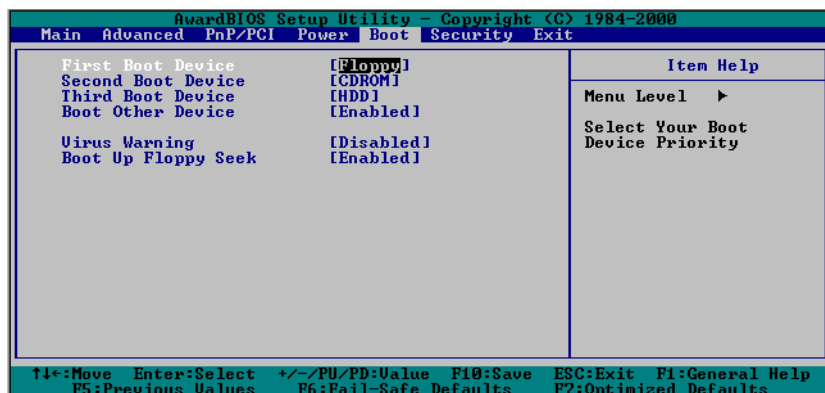 AwardBIOS Setup Utility – Copyright (C) 1984-2000
Main Advanced PnP/PCI Power Boot Security Exit
First Boot Device [Floppy]
Second Boot Device [CDROM]
Third Boot Device [HDD]
Boot Other Device [Enabled]
Virus Warning [Disabled]
Boot Up Floppy Seek [Enabled]
Item Help
Menu Level ▶
Select Your Boot
Device Priority
↑↓←:Move Enter:Select +/-/PU/PD:Value F10:Save ESC:Exit F1:General Help
F5:Previous Values F6:Fail-Safe Defaults F7:Optimized Defaults